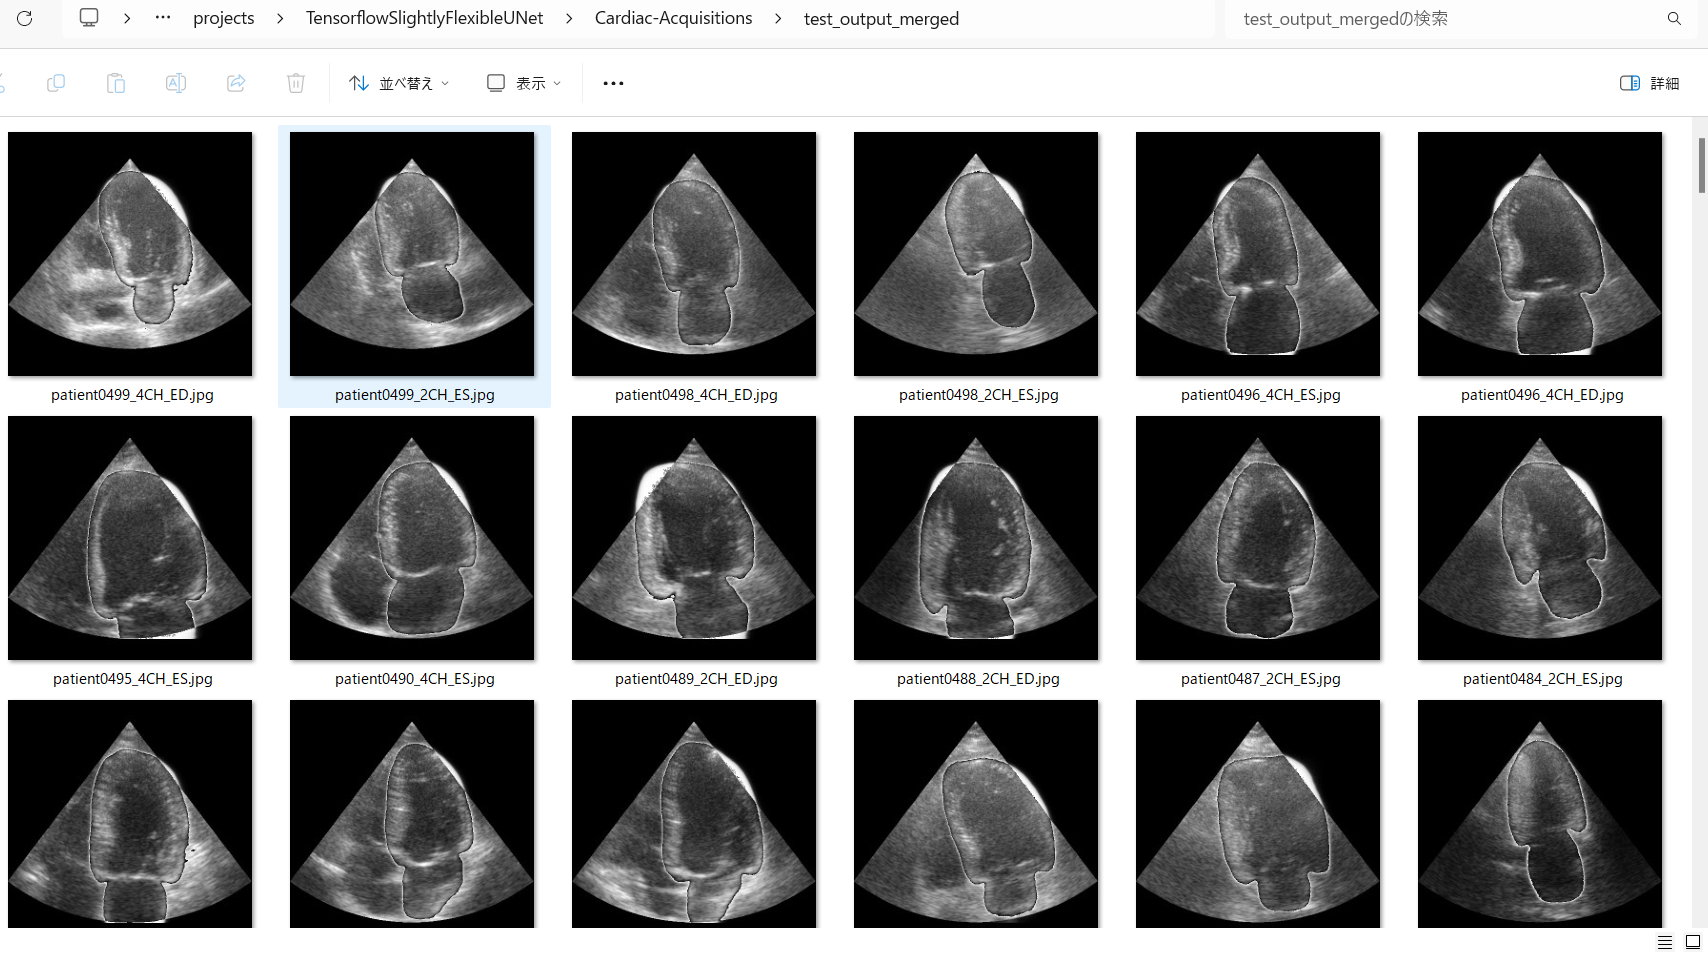 projects > TensorflowSlightlyFlexibleUNet > Cardiac-Acquisitions > test_output_merged
test_output_mergedの検索
並べ替え
表示
詳細
patient0499_4CH_ED.jpg
patient0499_2CH_ES.jpg
patient0498_4CH_ED.jpg
patient0498_2CH_ES.jpg
patient0496_4CH_ES.jpg
patient0496_4CH_ED.jpg
patient0495_4CH_ES.jpg
patient0490_4CH_ES.jpg
patient0489_2CH_ED.jpg
patient0488_2CH_ED.jpg
patient0487_2CH_ES.jpg
patient0484_2CH_ES.jpg